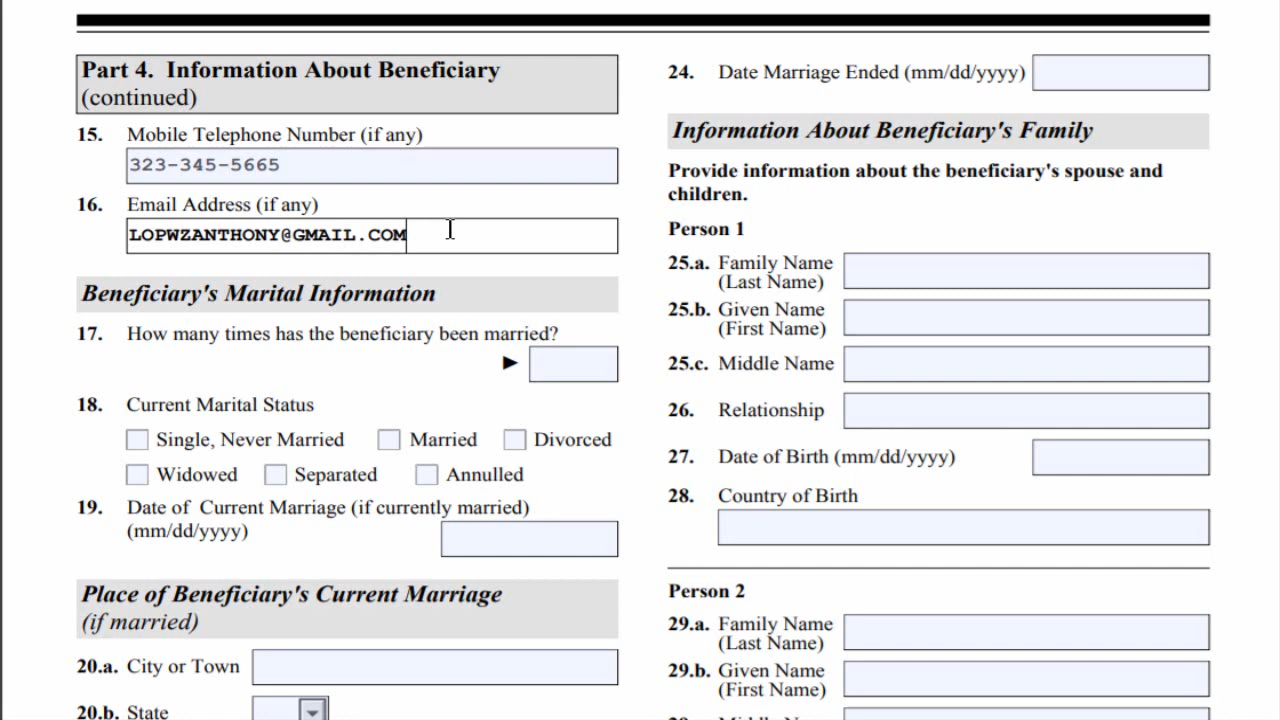 Part 4.  Information About Beneficiary
(continued)
15. Mobile Telephone Number (if any)
323-345-5665
16. Email Address (if any)
LOPWZANTHONY@GMAIL.COM
Beneficiary's Marital Information
17. How many times has the beneficiary been married?
18. Current Marital Status
Single, Never Married Married Divorced
Widowed Separated Annulled
19. Date of  Current Marriage (if currently married)
(mm/dd/yyyy)
Place of Beneficiary's Current Marriage
(if married)
20.a. City or Town
20.b. State
24. Date Marriage Ended (mm/dd/yyyy)
Information About Beneficiary's Family
Provide information about the beneficiary's spouse and
children.
Person 1
25.a. Family Name
(Last Name)
25.b. Given Name
(First Name)
25.c. Middle Name
26. Relationship
27. Date of Birth (mm/dd/yyyy)
28. Country of Birth
Person 2
29.a. Family Name
(Last Name)
29.b. Given Name
(First Name)